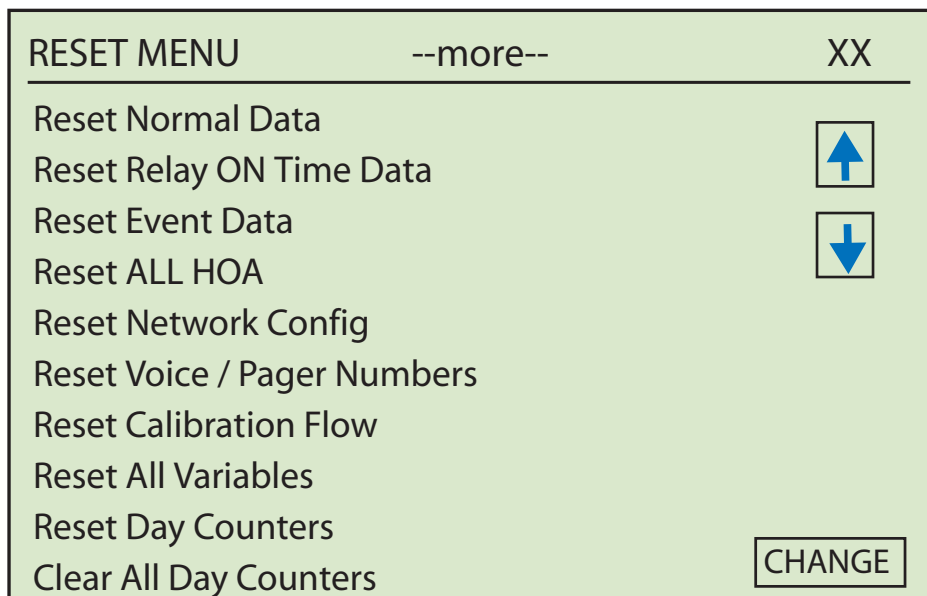 RESET MENU --more-- XX
Reset Normal Data
Reset Relay ON Time Data
Reset Event Data
Reset ALL HOA
Reset Network Config
Reset Voice / Pager Numbers
Reset Calibration Flow
Reset All Variables
Reset Day Counters
Clear All Day Counters
CHANGE